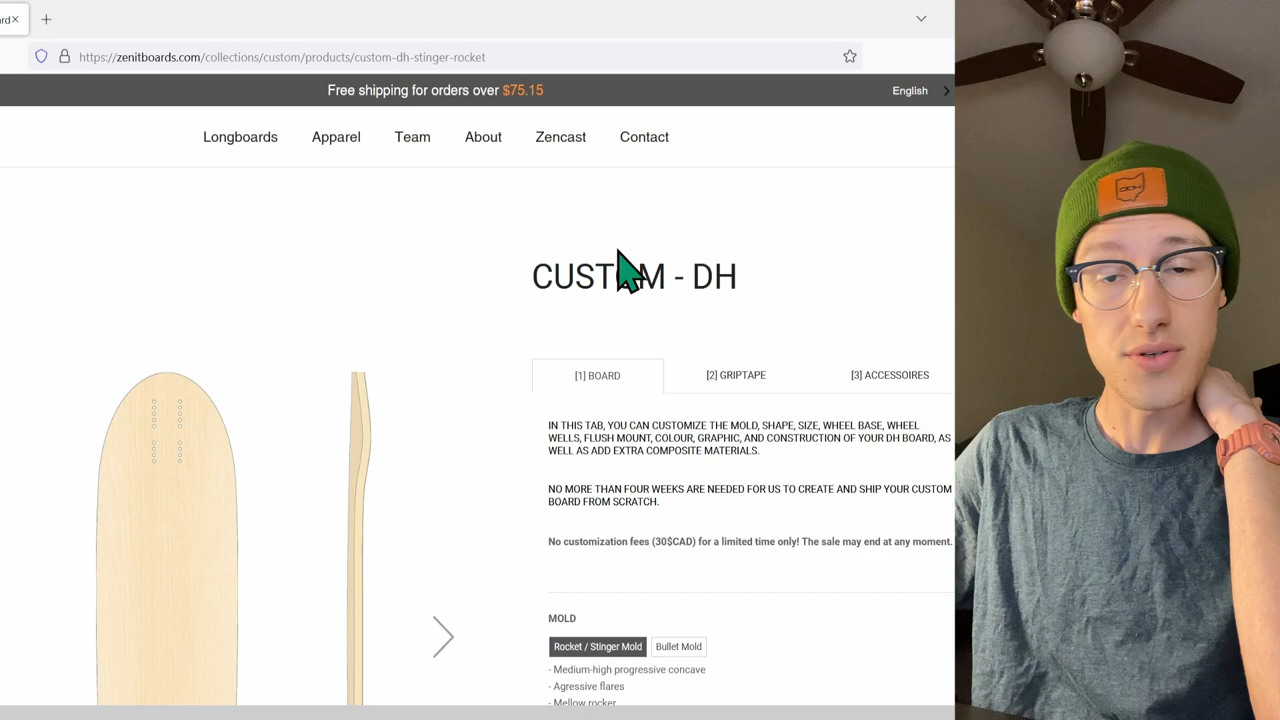 rd
https://zenitboards.com/collections/custom/products/custom-dh-stinger-rocket
Free shipping for orders over $75.15
English
Longboards Apparel Team About Zencast Contact
CUSTOM - DH
[1] BOARD [2] GRIPTAPE [3] ACCESSOIRES
IN THIS TAB, YOU CAN CUSTOMIZE THE MOLD, SHAPE, SIZE, WHEEL BASE, WHEEL
WELLS, FLUSH MOUNT, COLOUR, GRAPHIC, AND CONSTRUCTION OF YOUR DH BOARD, AS
WELL AS ADD EXTRA COMPOSITE MATERIALS.
NO MORE THAN FOUR WEEKS ARE NEEDED FOR US TO CREATE AND SHIP YOUR CUSTOM
BOARD FROM SCRATCH.
No customization fees (30$CAD) for a limited time only! The sale may end at any moment.
MOLD
Rocket / Stinger Mold Bullet Mold
- Medium-high progressive concave
- Agressive flares
- Mellow rocker